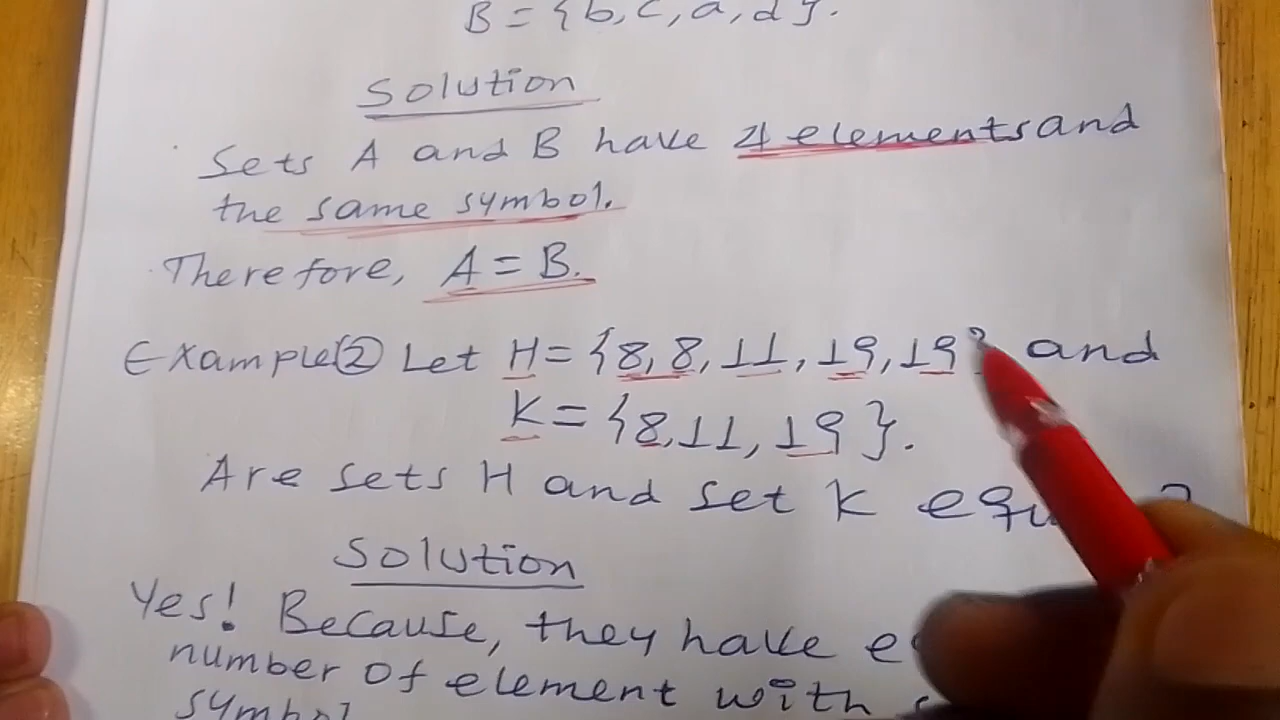 B = {b, c, a, d}.
Solution
Sets A and B have 4 elements and
the same symbol.
Therefore, A = B.
Example② Let H = {8, 8, 11, 19, 19} and
K = {8, 11, 19}.
Are sets H and set K
Solution
Yes! Because, they have
number of element with
symbol